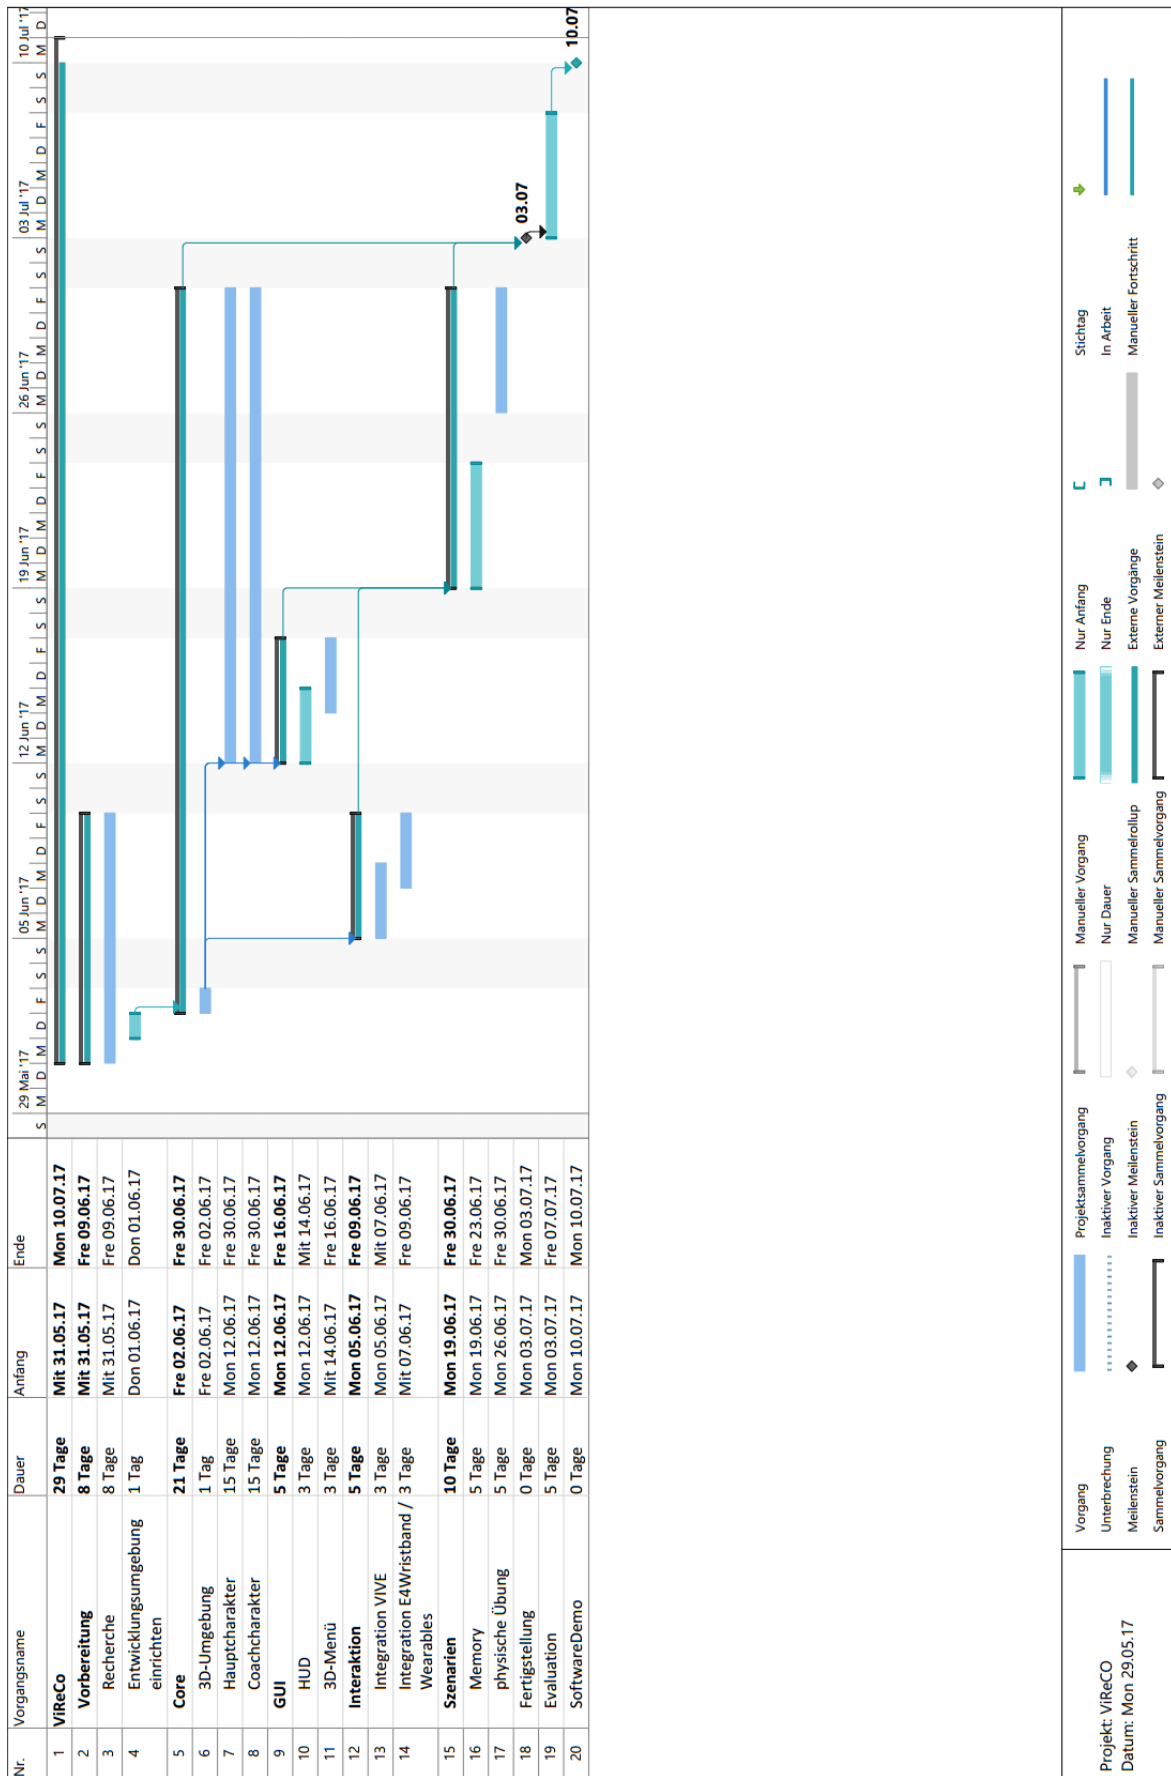 Nr. Vorgangsname Dauer Anfang Ende
29 Mai '17 05 Jun '17 12 Jun '17 19 Jun '17 26 Jun '17 03 Jul '17 10 Jul '17
S M D M D F S S M D M D F S S M D M D F S S M D M D F S S M D M D F S S M D M D F S S M D
1 ViReCo 29 Tage Mit 31.05.17 Mon 10.07.17
2 Vorbereitung 8 Tage Mit 31.05.17 Fre 09.06.17
3 Recherche 8 Tage Mit 31.05.17 Fre 09.06.17
4 Entwicklungsumgebung 1 Tag Don 01.06.17 Don 01.06.17
einrichten
5 Core 21 Tage Fre 02.06.17 Fre 30.06.17
6 3D-Umgebung 1 Tag Fre 02.06.17 Fre 02.06.17
7 Hauptcharakter 15 Tage Mon 12.06.17 Fre 30.06.17
8 Coachcharakter 15 Tage Mon 12.06.17 Fre 30.06.17
9 GUI 5 Tage Mon 12.06.17 Fre 16.06.17
10 HUD 3 Tage Mon 12.06.17 Mit 14.06.17
11 3D-Menü 3 Tage Mit 14.06.17 Fre 16.06.17
12 Interaktion 5 Tage Mon 05.06.17 Fre 09.06.17
13 Integration VIVE 3 Tage Mon 05.06.17 Mit 07.06.17
14 Integration E4Wristband / 3 Tage Mit 07.06.17 Fre 09.06.17
Wearables
15 Szenarien 10 Tage Mon 19.06.17 Fre 30.06.17
16 Memory 5 Tage Mon 19.06.17 Fre 23.06.17
17 physische Übung 5 Tage Mon 26.06.17 Fre 30.06.17
18 Fertigstellung 0 Tage Mon 03.07.17 Mon 03.07.17 03.07
19 Evaluation 5 Tage Mon 03.07.17 Fre 07.07.17
20 SoftwareDemo 0 Tage Mon 10.07.17 Mon 10.07.17 10.07
Projekt: ViReCO
Datum: Mon 29.05.17
Vorgang Projektsammelvorgang Manueller Vorgang Nur Anfang Stichtag
Unterbrechung Inaktiver Vorgang Nur Dauer Nur Ende In Arbeit
Meilenstein Inaktiver Meilenstein Manueller Sammelrollup Externe Vorgänge Manueller Fortschritt
Sammelvorgang Inaktiver Sammelvorgang Manueller Sammelvorgang Externer Meilenstein